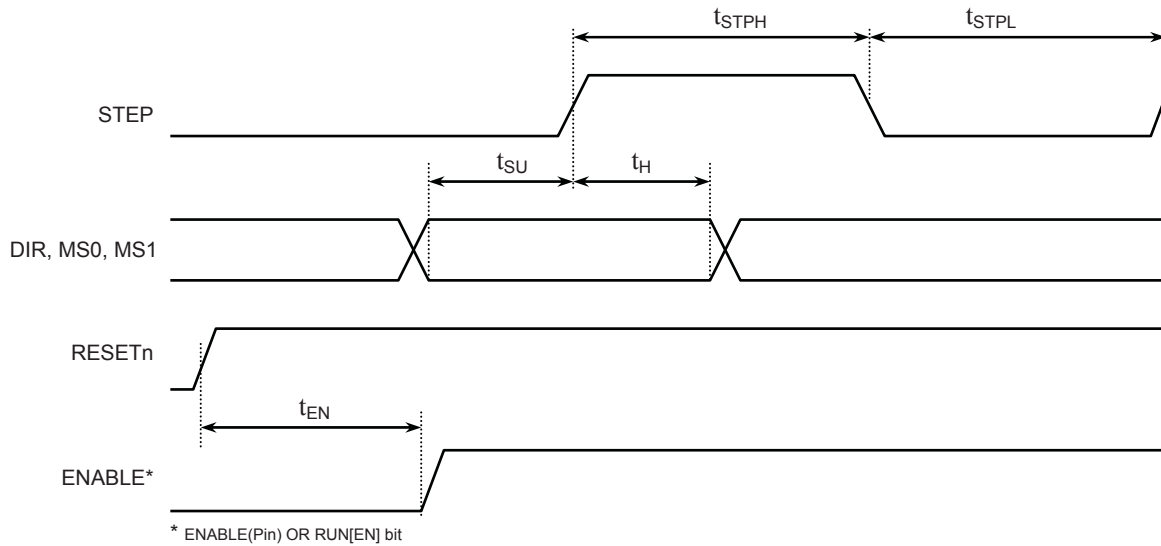 tSTPH tSTPL
STEP
tSU tH
DIR, MS0, MS1
RESETn
tEN
ENABLE*
* ENABLE(Pin) OR RUN[EN] bit